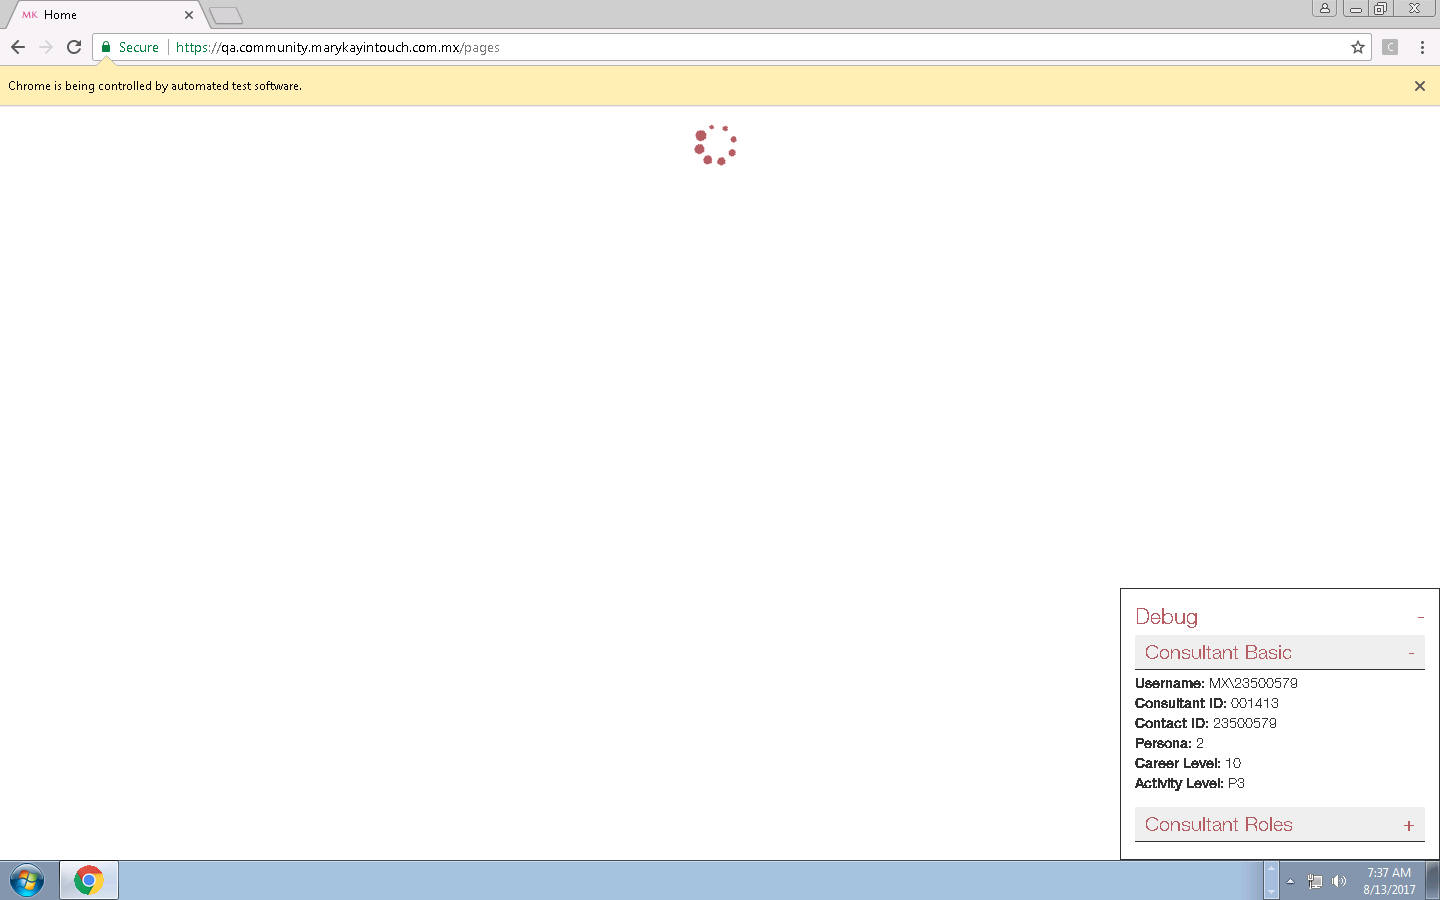 MK Home
Secure https://qa.community.marykayintouch.com.mx/pages
C
Chrome is being controlled by automated test software.
Debug -
Consultant Basic -
Username: MX\23500579
Consultant ID: 001413
Contact ID: 23500579
Persona: 2
Career Level: 10
Activity Level: P3
Consultant Roles +
7:37 AM
8/13/2017